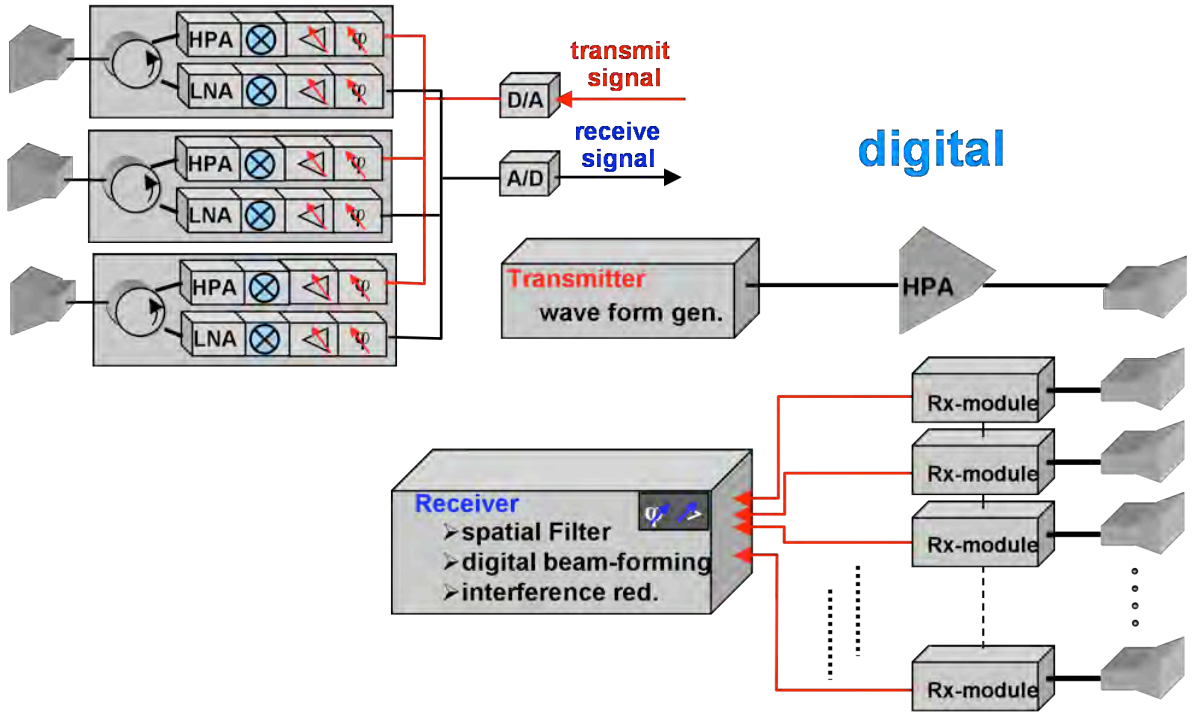 HPA
φ
LNA
φ
HPA
φ
LNA
φ
HPA
φ
LNA
φ
transmit
signal
D/A
receive
signal
A/D
digital
Transmitter
wave form gen.
HPA
Rx-module
Rx-module
Rx-module
Rx-module
Receiver
φ
➢spatial Filter
➢digital beam-forming
➢interference red.